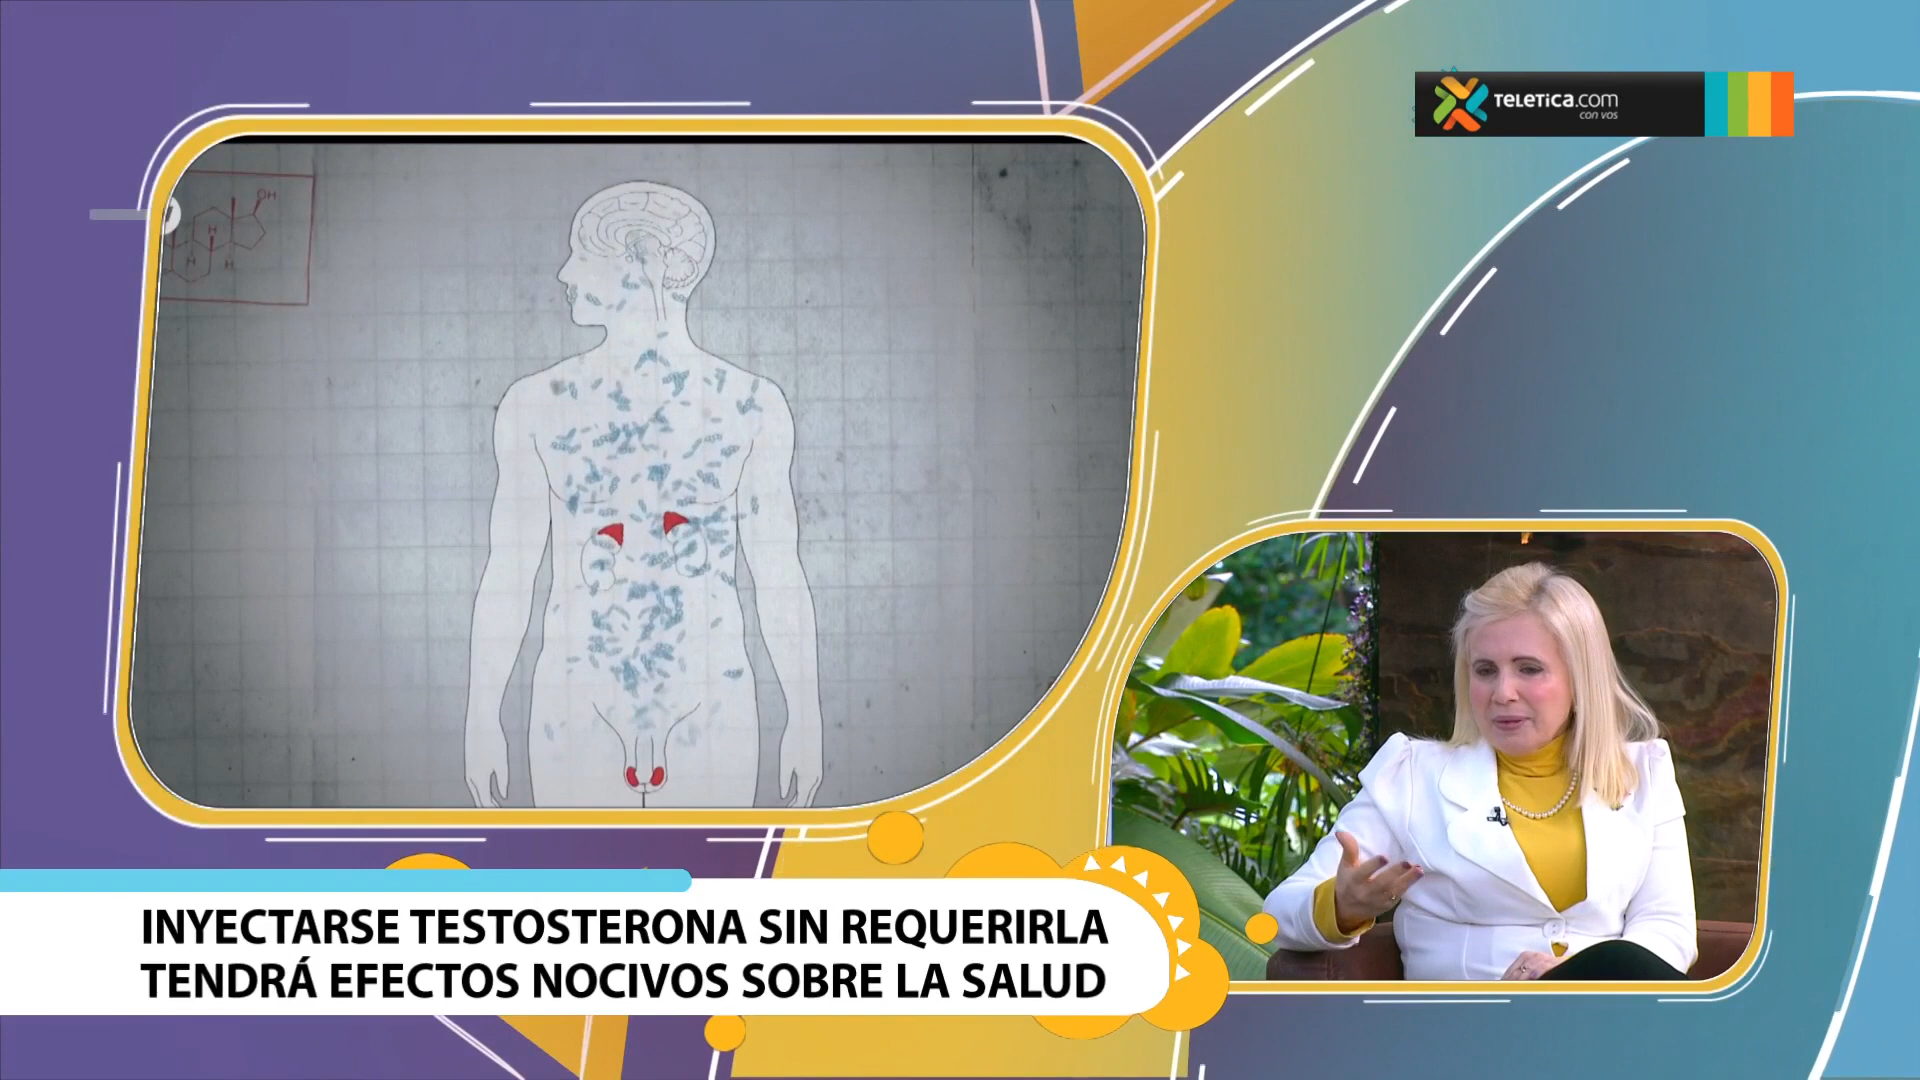 TELETICA.COM
con vos
OH
H
H
H
INYECTARSE TESTOSTERONA SIN REQUERIRLA
TENDRÁ EFECTOS NOCIVOS SOBRE LA SALUD